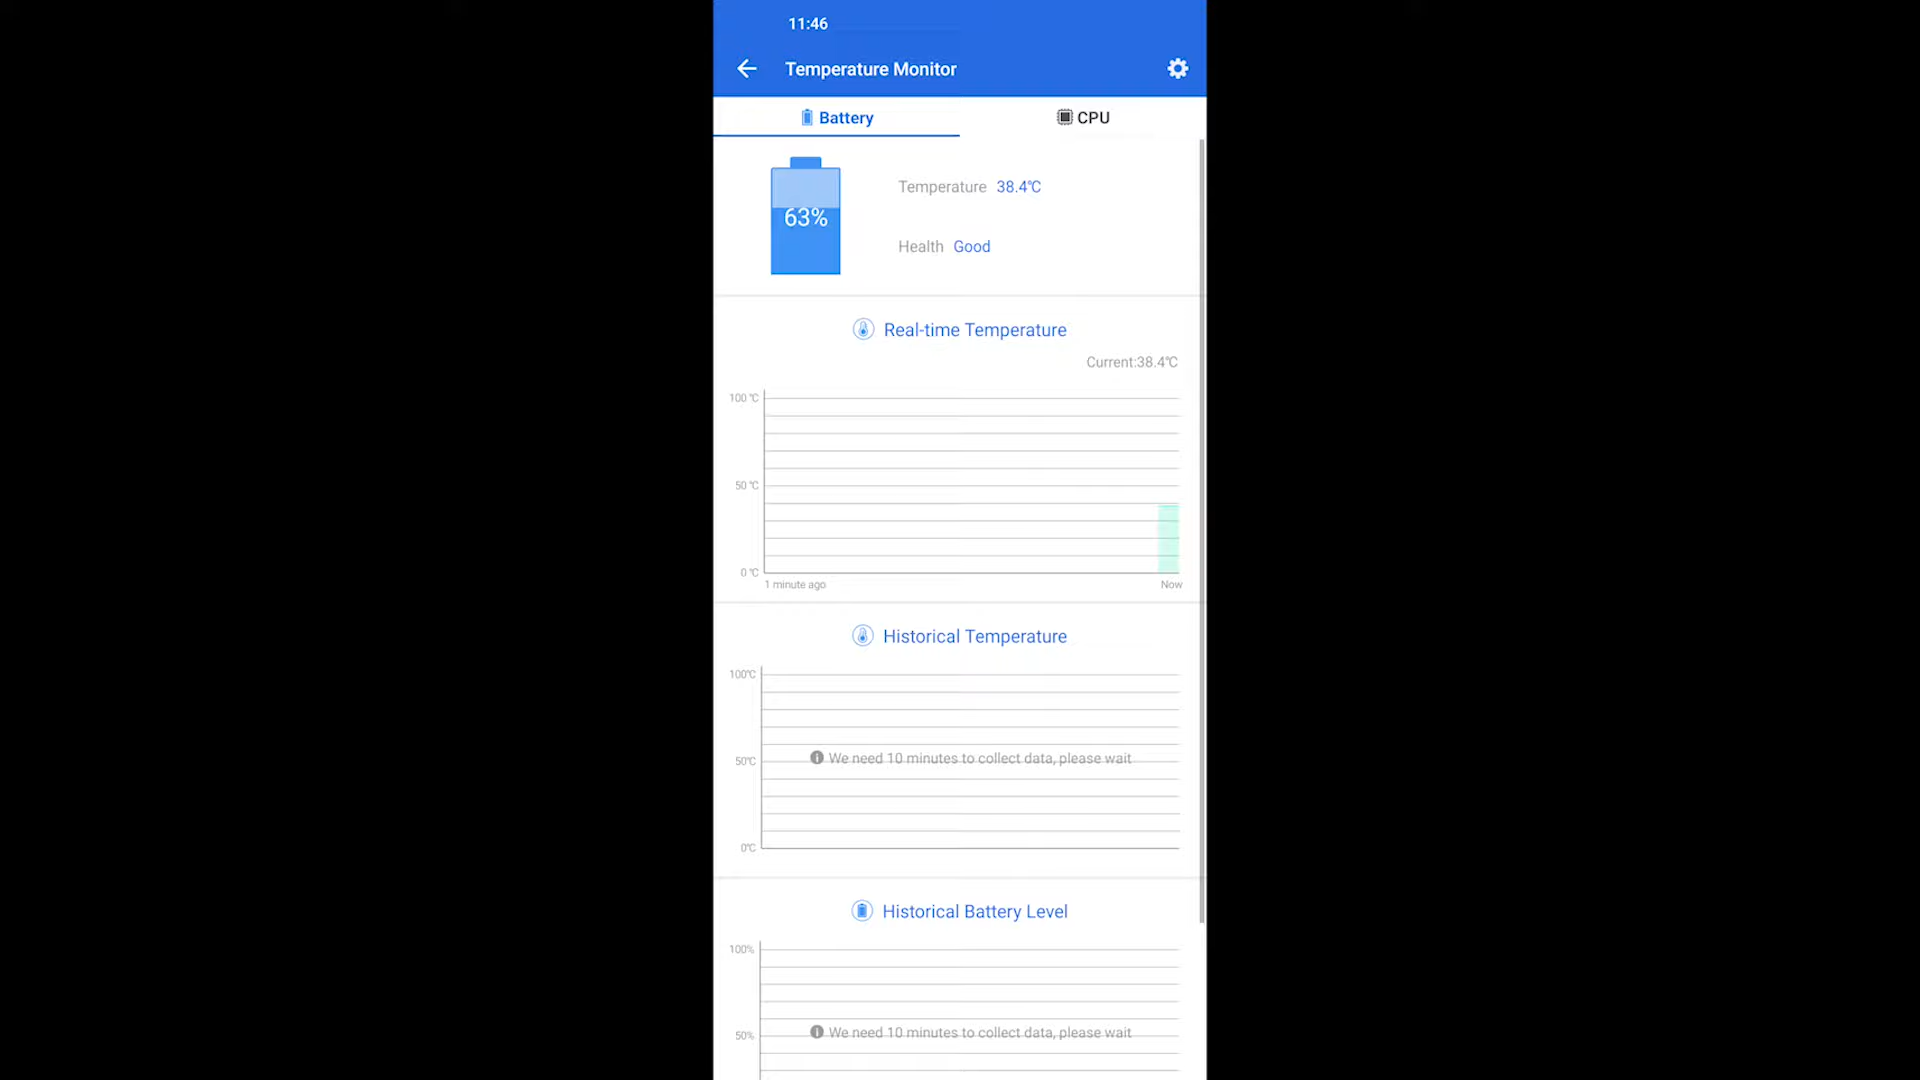 11:46
Temperature Monitor
Battery
CPU
63%
Temperature 38.4℃
Health Good
Real-time Temperature
Current:38.4℃
100 ℃
50 ℃
0 ℃
1 minute ago
Now
Historical Temperature
100℃
50℃
We need 10 minutes to collect data, please wait
0℃
Historical Battery Level
100%
50%
We need 10 minutes to collect data, please wait